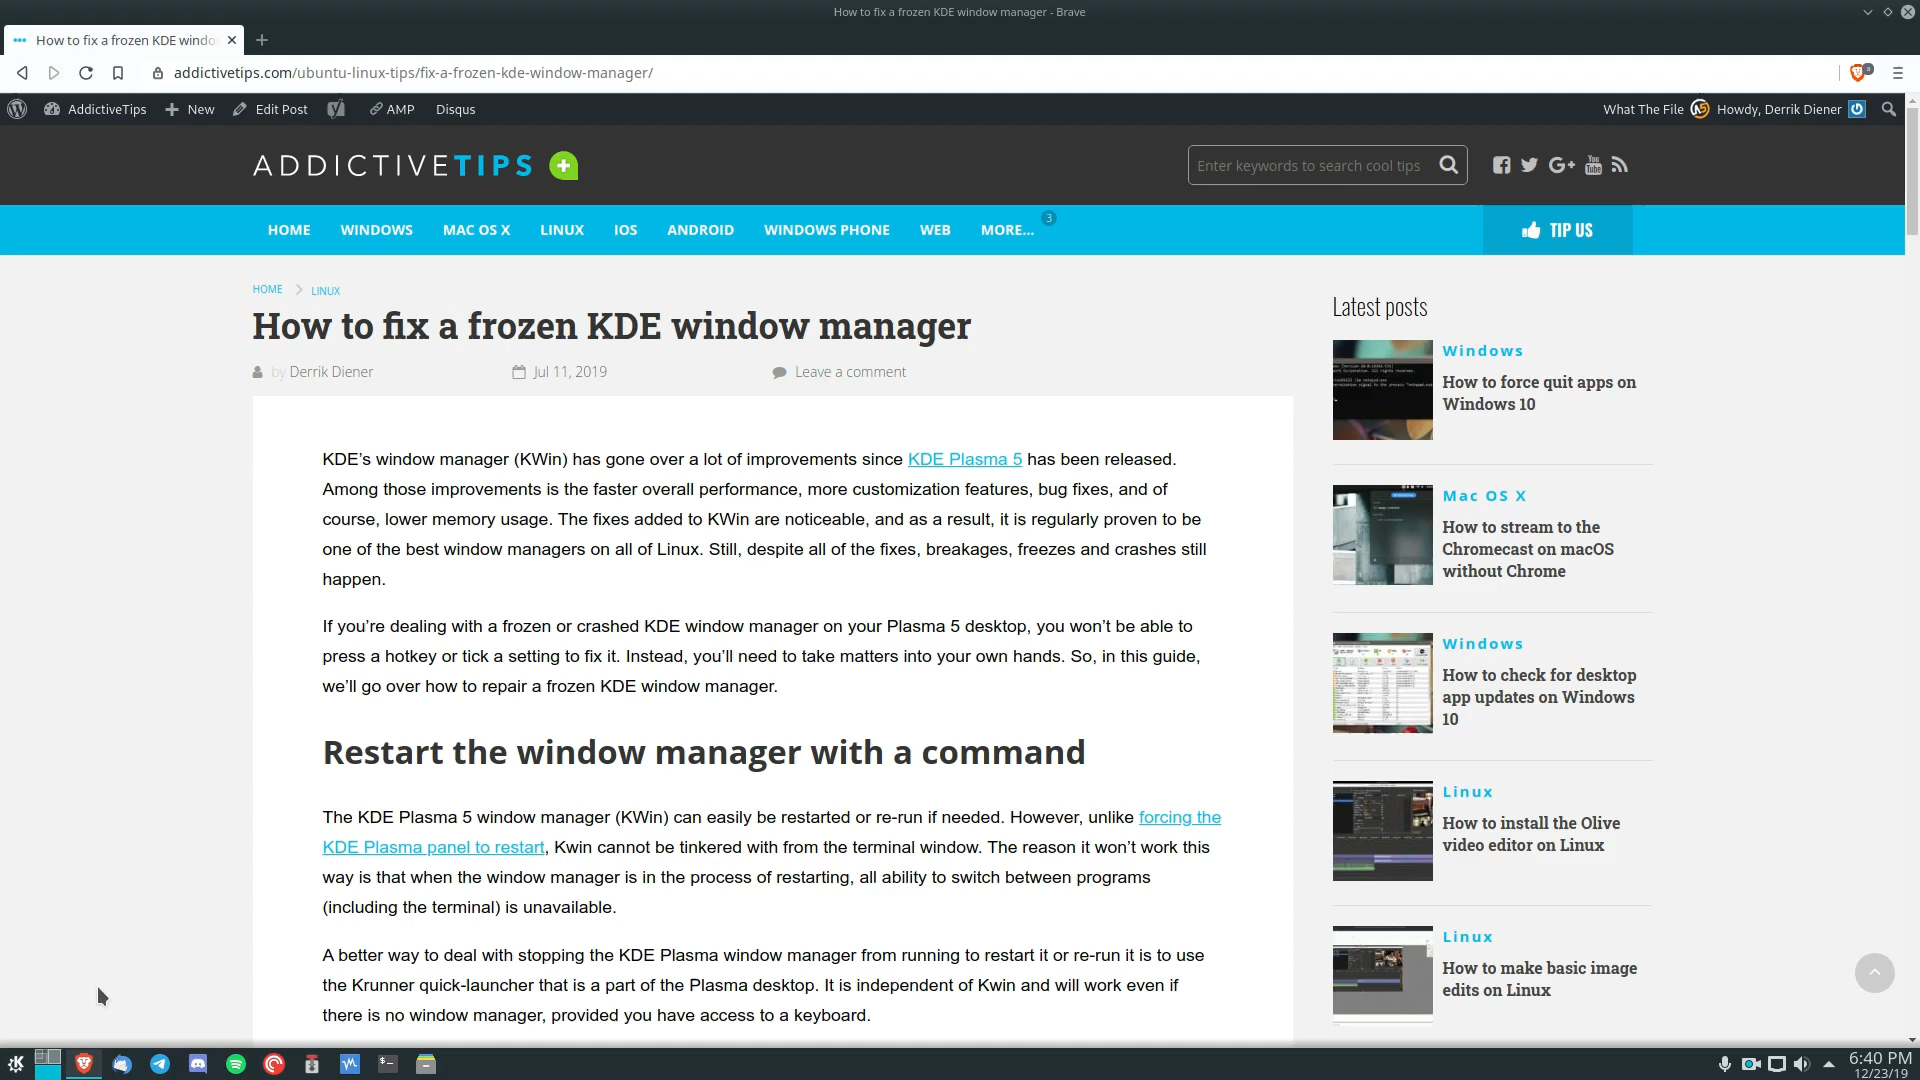 How to fix a frozen KDE window manager - Brave
How to fix a frozen KDE windo
addictivetips.com/ubuntu-linux-tips/fix-a-frozen-kde-window-manager/
AddictiveTips New Edit Post AMP Disqus What The File Howdy, Derrik Diener
ADDICTIVETIPS
Enter keywords to search cool tips
HOME WINDOWS MAC OS X LINUX IOS ANDROID WINDOWS PHONE WEB MORE... 3 TIP US
HOME LINUX
How to fix a frozen KDE window manager
by Derrik Diener Jul 11, 2019 Leave a comment
KDE’s window manager (KWin) has gone over a lot of improvements since KDE Plasma 5 has been released.
Among those improvements is the faster overall performance, more customization features, bug fixes, and of
course, lower memory usage. The fixes added to KWin are noticeable, and as a result, it is regularly proven to be
one of the best window managers on all of Linux. Still, despite all of the fixes, breakages, freezes and crashes still
happen.
If you’re dealing with a frozen or crashed KDE window manager on your Plasma 5 desktop, you won’t be able to
press a hotkey or tick a setting to fix it. Instead, you’ll need to take matters into your own hands. So, in this guide,
we’ll go over how to repair a frozen KDE window manager.
Restart the window manager with a command
The KDE Plasma 5 window manager (KWin) can easily be restarted or re-run if needed. However, unlike forcing the
KDE Plasma panel to restart, Kwin cannot be tinkered with from the terminal window. The reason it won’t work this
way is that when the window manager is in the process of restarting, all ability to switch between programs
(including the terminal) is unavailable.
A better way to deal with stopping the KDE Plasma window manager from running to restart it or re-run it is to use
the Krunner quick-launcher that is a part of the Plasma desktop. It is independent of Kwin and will work even if
there is no window manager, provided you have access to a keyboard.
Latest posts
Windows
How to force quit apps on
Windows 10
Mac OS X
How to stream to the
Chromecast on macOS
without Chrome
Windows
How to check for desktop
app updates on Windows
10
Linux
How to install the Olive
video editor on Linux
Linux
How to make basic image
edits on Linux
6:40 PM
12/23/19